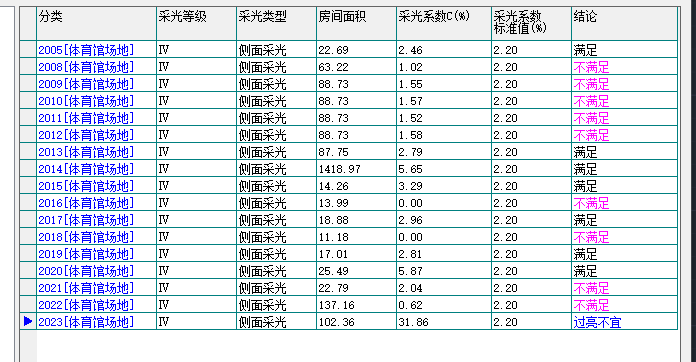 分类 采光等级 采光类型 房间面积 采光系数C(%) 采光系数标准值(%) 结论
2005[体育馆场地] Ⅳ 侧面采光 22.69 2.46 2.20 满足
2008[体育馆场地] Ⅳ 侧面采光 63.22 1.02 2.20 不满足
2009[体育馆场地] Ⅳ 侧面采光 88.73 1.55 2.20 不满足
2010[体育馆场地] Ⅳ 侧面采光 88.73 1.57 2.20 不满足
2011[体育馆场地] Ⅳ 侧面采光 88.73 1.52 2.20 不满足
2012[体育馆场地] Ⅳ 侧面采光 88.73 1.58 2.20 不满足
2013[体育馆场地] Ⅳ 侧面采光 87.75 2.79 2.20 满足
2014[体育馆场地] Ⅳ 侧面采光 1418.97 5.65 2.20 满足
2015[体育馆场地] Ⅳ 侧面采光 14.26 3.29 2.20 满足
2016[体育馆场地] Ⅳ 侧面采光 13.99 0.00 2.20 不满足
2017[体育馆场地] Ⅳ 侧面采光 18.88 2.96 2.20 满足
2018[体育馆场地] Ⅳ 侧面采光 11.18 0.00 2.20 不满足
2019[体育馆场地] Ⅳ 侧面采光 17.01 2.81 2.20 满足
2020[体育馆场地] Ⅳ 侧面采光 25.49 5.87 2.20 满足
2021[体育馆场地] Ⅳ 侧面采光 22.79 2.04 2.20 不满足
2022[体育馆场地] Ⅳ 侧面采光 137.16 0.62 2.20 不满足
2023[体育馆场地] Ⅳ 侧面采光 102.36 31.86 2.20 过亮不宜